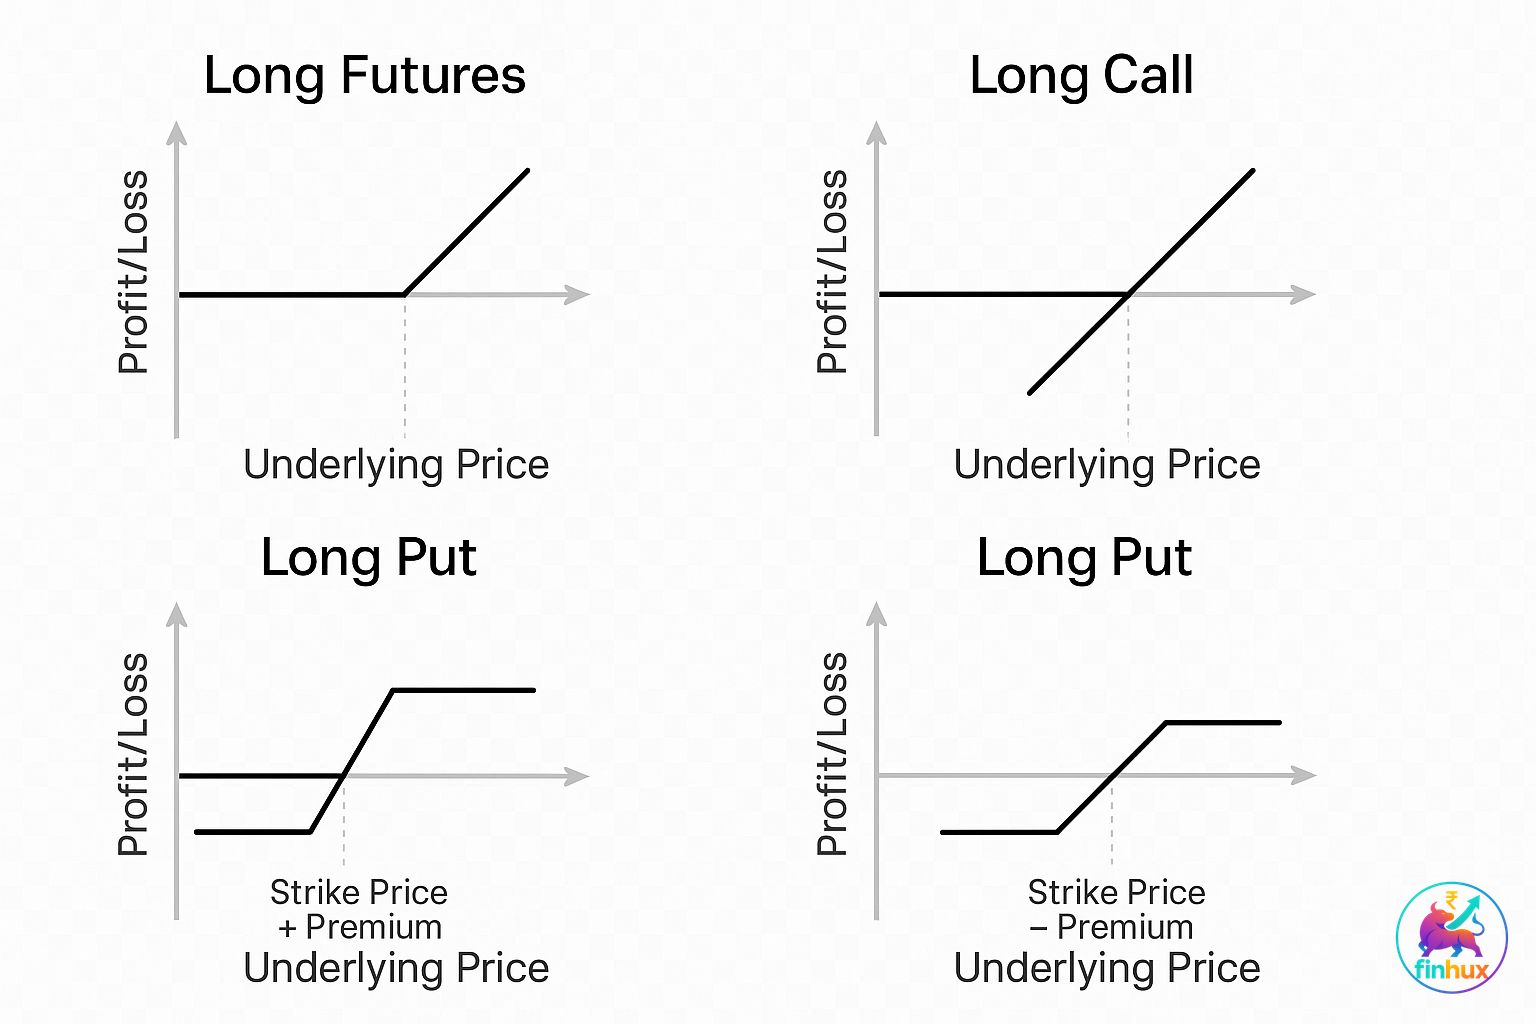 Long Futures
Profit/Loss
Underlying Price
Long Call
Profit/Loss
Underlying Price
Long Put
Profit/Loss
Strike Price
+ Premium
Underlying Price
Long Put
Profit/Loss
Strike Price
– Premium
Underlying Price
₹
finhux